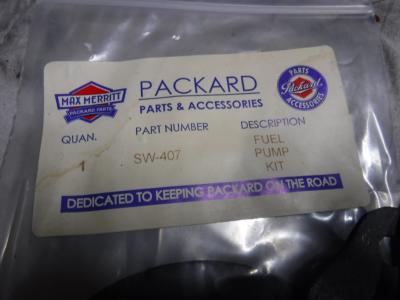 MAX MERRITT
PACKARD PARTS
PACKARD
PARTS & ACCESSORIES
PARTS
Packard
ACCESSORIES
QUAN. PART NUMBER DESCRIPTION
1 SW-407 FUEL
PUMP
KIT
DEDICATED TO KEEPING PACKARD ON THE ROAD